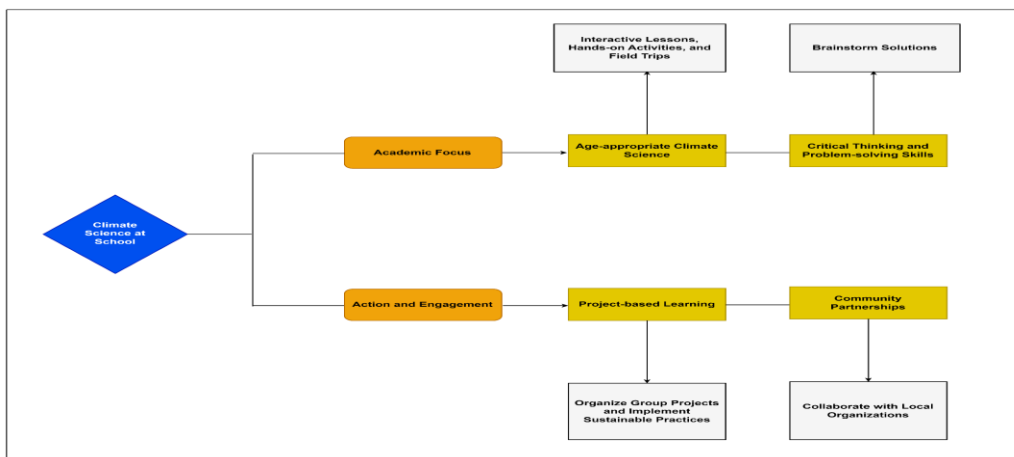 Interactive Lessons,
Hands-on Activities, and
Field Trips
Brainstorm Solutions
Academic Focus
Age-appropriate Climate
Science
Critical Thinking and
Problem-solving Skills
Climate
Science at
School
Action and Engagement
Project-based Learning
Community
Partnerships
Organize Group Projects
and Implement
Sustainable Practices
Collaborate with Local
Organizations